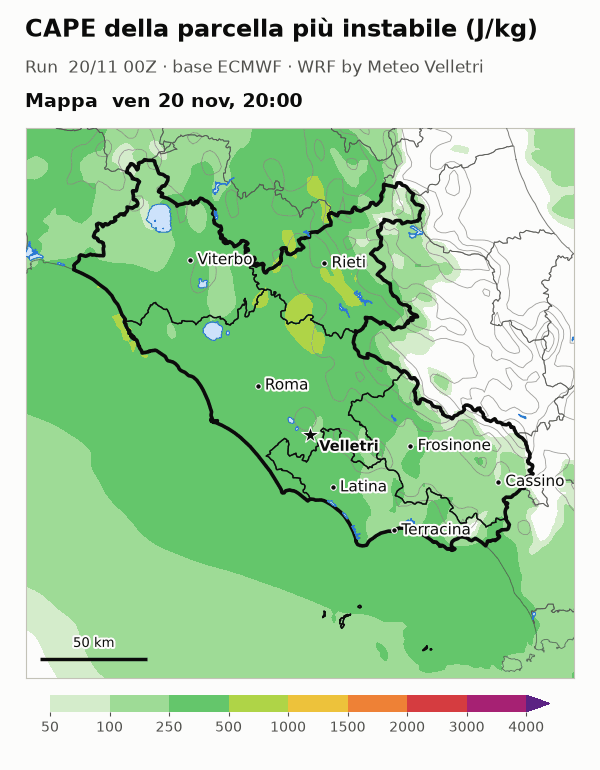 CAPE della parcella più instabile (J/kg)
Run  20/11 00Z · base ECMWF · WRF by Meteo Velletri
Mappa  ven 20 nov, 20:00
Viterbo
Rieti
Roma
Velletri
Frosinone
Latina
Cassino
Terracina
50 km
50 100 250 500 1000 1500 2000 3000 4000